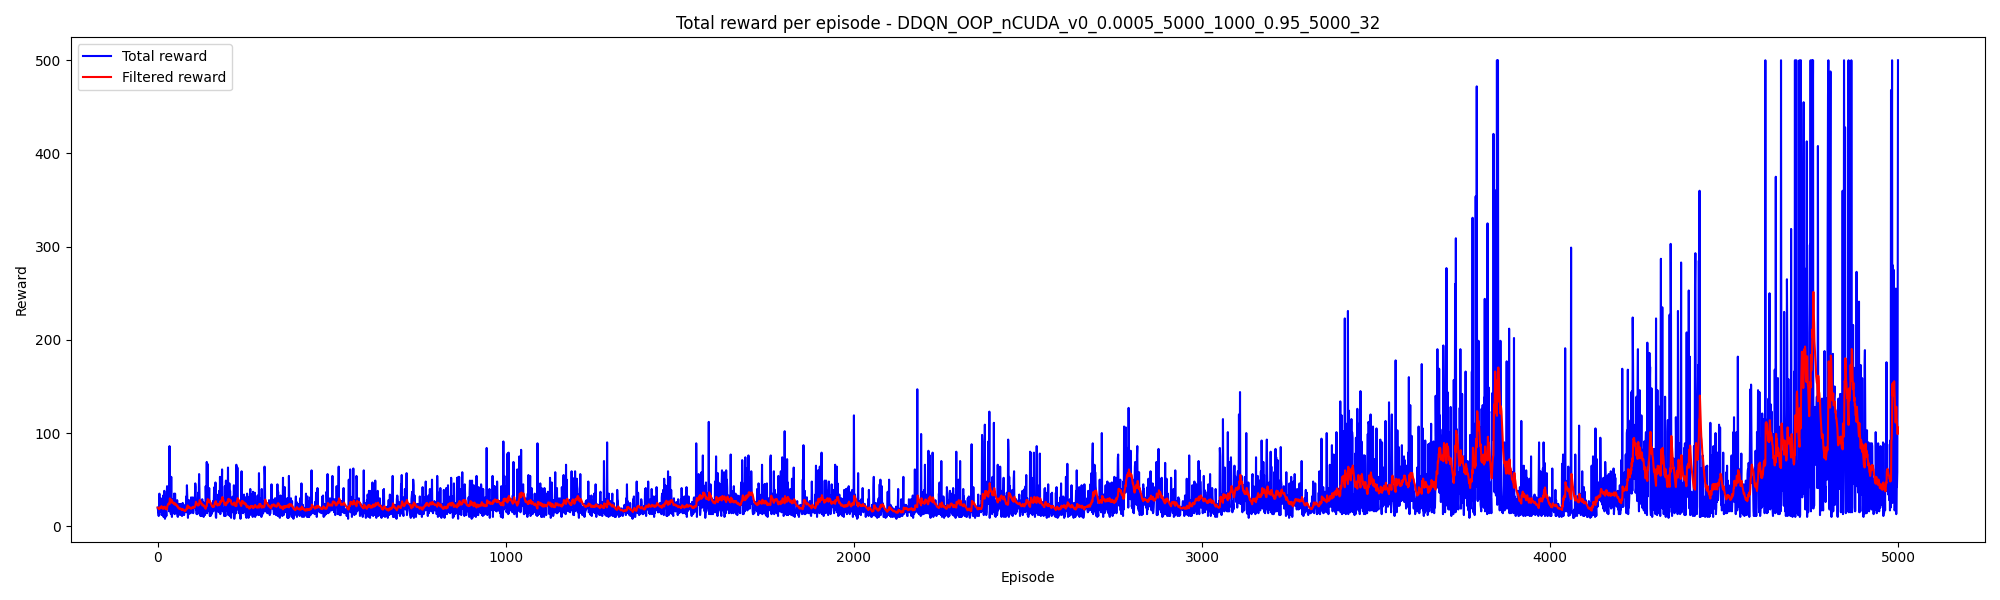 Total reward per episode - DDQN_OOP_nCUDA_v0_0.0005_5000_1000_0.95_5000_32
Total reward
Filtered reward
500
400
300
200
100
0
Reward
0 1000 2000 3000 4000 5000
Episode